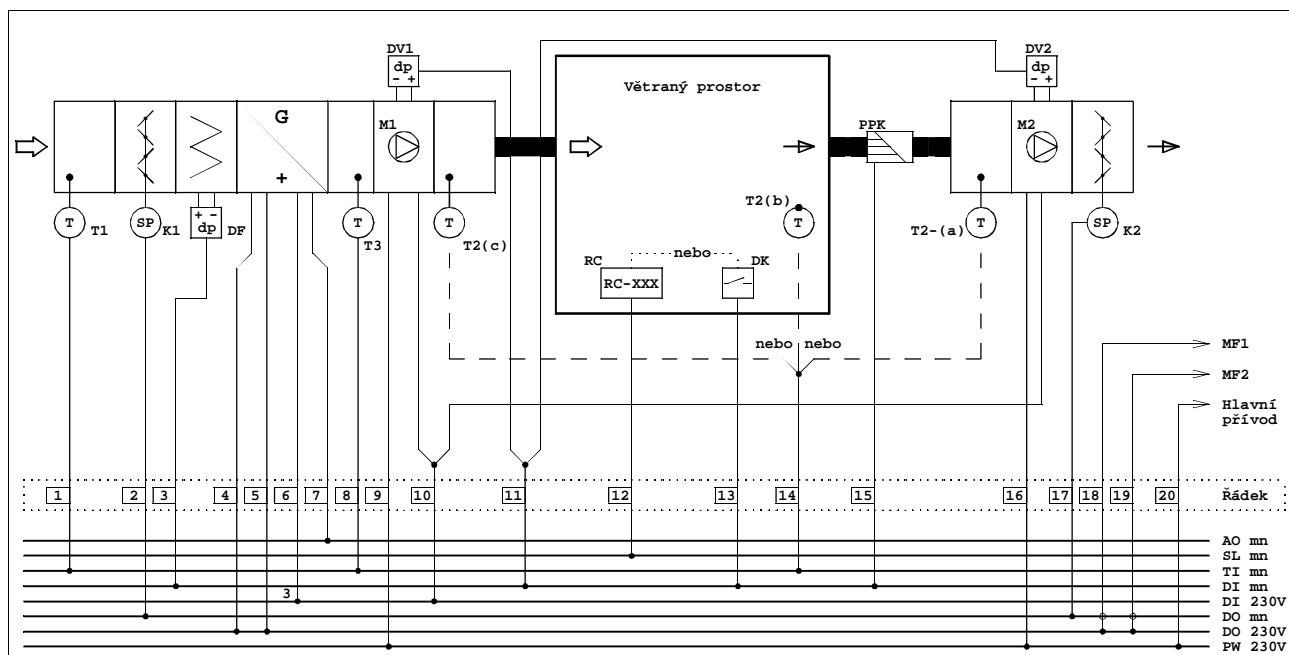 DV1
dp
- +
DV2
dp
- +
Větraný prostor
G
+
M1
PPK
M2
T
T1
SP
K1
+ -
dp
DF
T
T3
T
T2(c)
T2(b)
T
T2-(a)
T
SP
K2
RC
nebo
DK
RC-XXX
nebo nebo
MF1
MF2
Hlavní
přívod
1
2
3
4
5
6
7
8
9
10
11
12
13
14
15
16
17
18
19
20
Řádek
AO mn
SL mn
TI mn
DI mn
3
DI 230V
DO mn
DO 230V
PW 230V